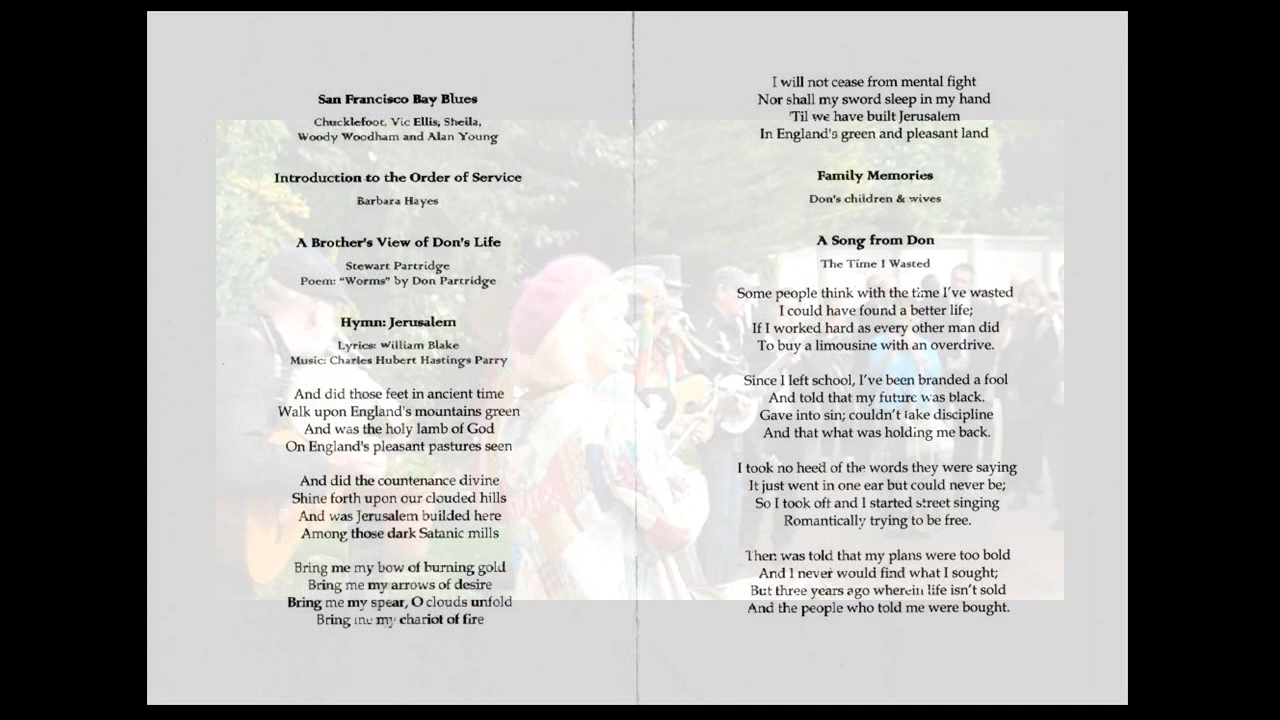 San Francisco Bay Blues
Chucklefoot, Vic Ellis, Sheila,
Woody Woodham and Alan Young
Introduction to the Order of Service
Barbara Hayes
A Brother's View of Don's Life
Stewart Partridge
Poem: "Worms" by Don Partridge
Hymn: Jerusalem
Lyrics: William Blake
Music: Charles Hubert Hastings Parry
And did those feet in ancient time
Walk upon England's mountains green
And was the holy lamb of God
On England's pleasant pastures seen
And did the countenance divine
Shine forth upon our clouded hills
And was Jerusalem builded here
Among those dark Satanic mills
Bring me my bow of burning gold
Bring me my arrows of desire
Bring me my spear, O clouds unfold
Bring me my chariot of fire
I will not cease from mental fight
Nor shall my sword sleep in my hand
'Til we have built Jerusalem
In England's green and pleasant land
Family Memories
Don's children & wives
A Song from Don
The Time I Wasted
Some people think with the time I've wasted
I could have found a better life;
If I worked hard as every other man did
To buy a limousine with an overdrive.
Since I left school, I've been branded a fool
And told that my future was black.
Gave into sin; couldn't take discipline
And that what was holding me back.
I took no heed of the words they were saying
It just went in one ear but could never be;
So I took off and I started street singing
Romantically trying to be free.
Then was told that my plans were too bold
And I never would find what I sought;
But three years ago wherein life isn't sold
And the people who told me were bought.